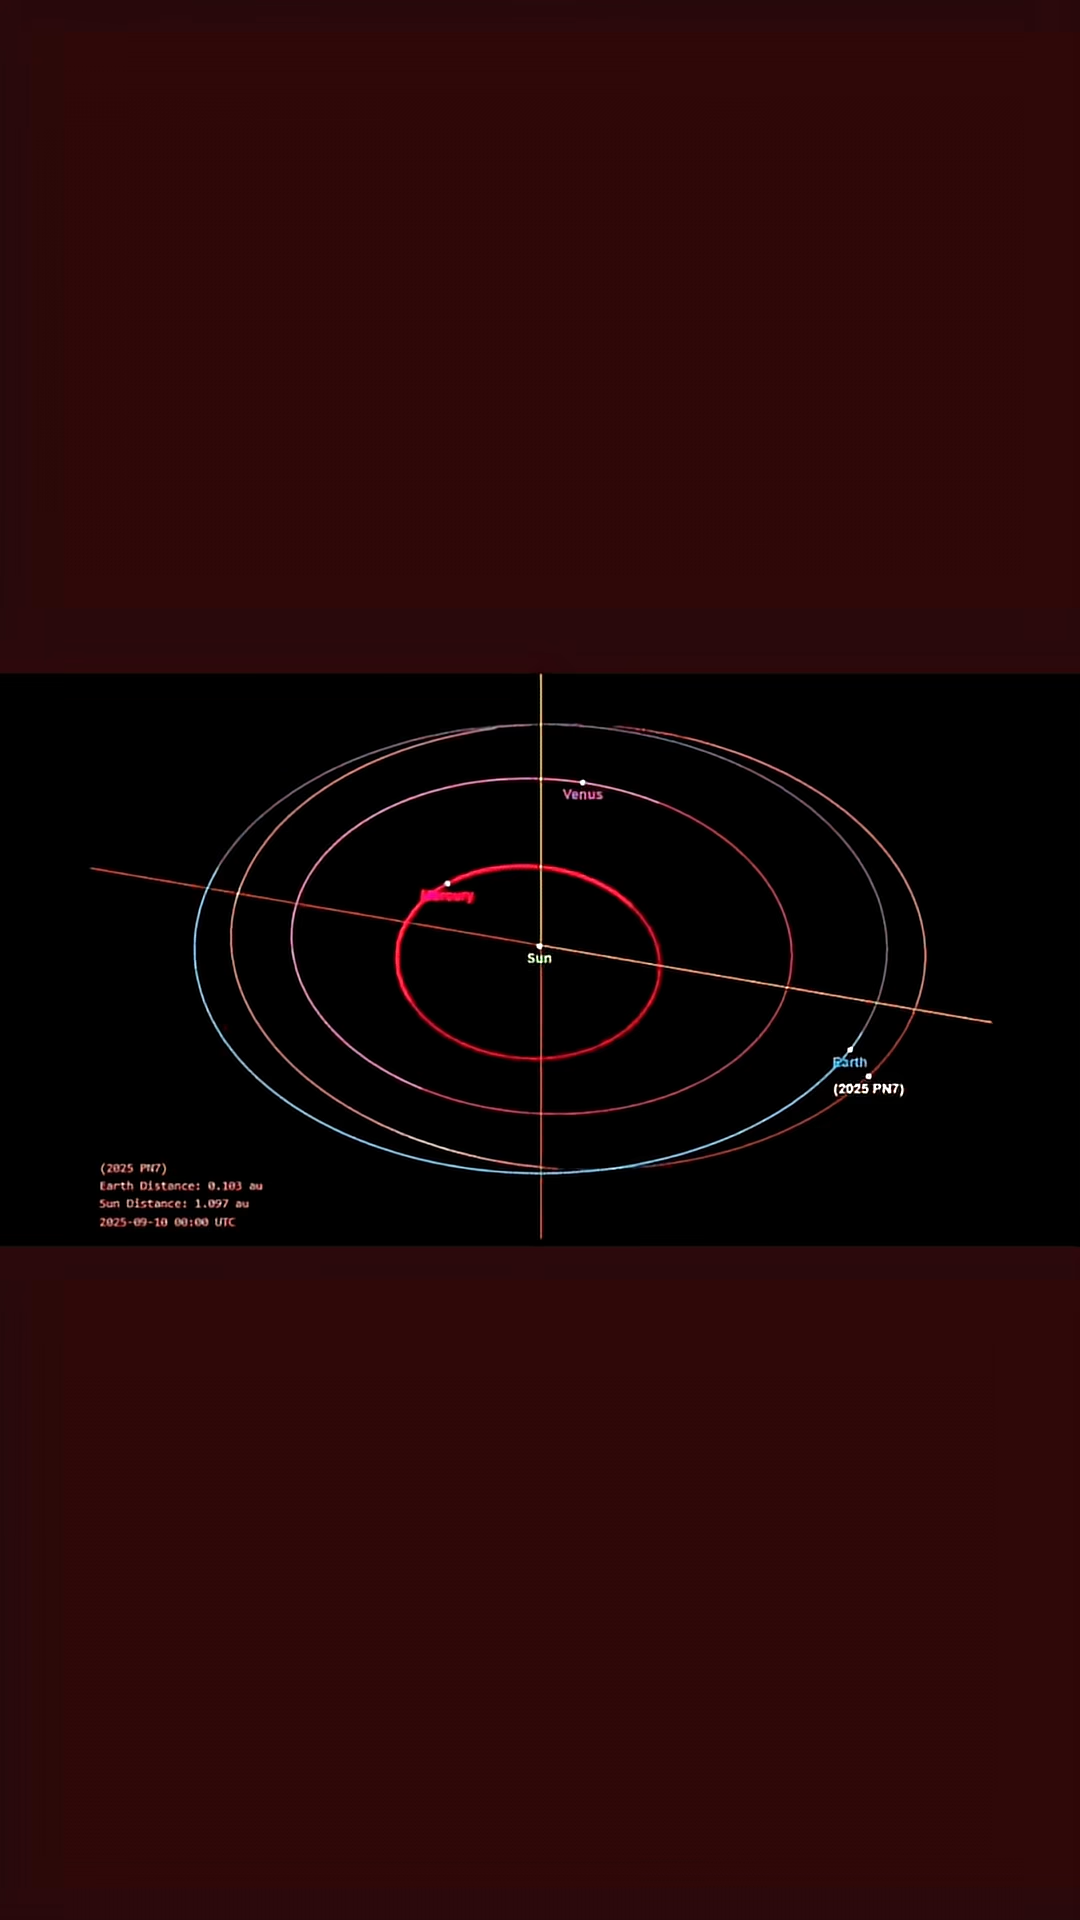 Venus
Mercury
Sun
Earth
(2025 PN7)
(2025 PN7)
Earth Distance: 0.103 au
Sun Distance: 1.097 au
2025-09-10 00:00 UTC